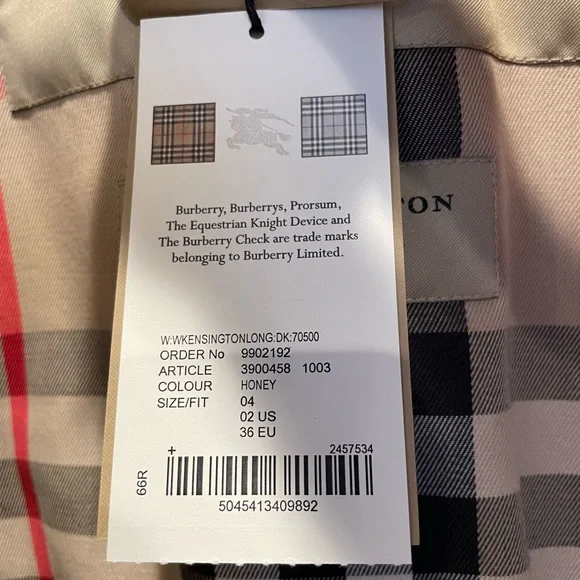 Burberry, Burberrys, Prorsum,
The Equestrian Knight Device and
The Burberry Check are trade marks
belonging to Burberry Limited.
TON
W:WKENSINGTONLONG:DK:70500
ORDER No 9902192
ARTICLE 3900458 1003
COLOUR HONEY
SIZE/FIT 04
02 US
36 EU
+ 2457534
66R
5045413409892